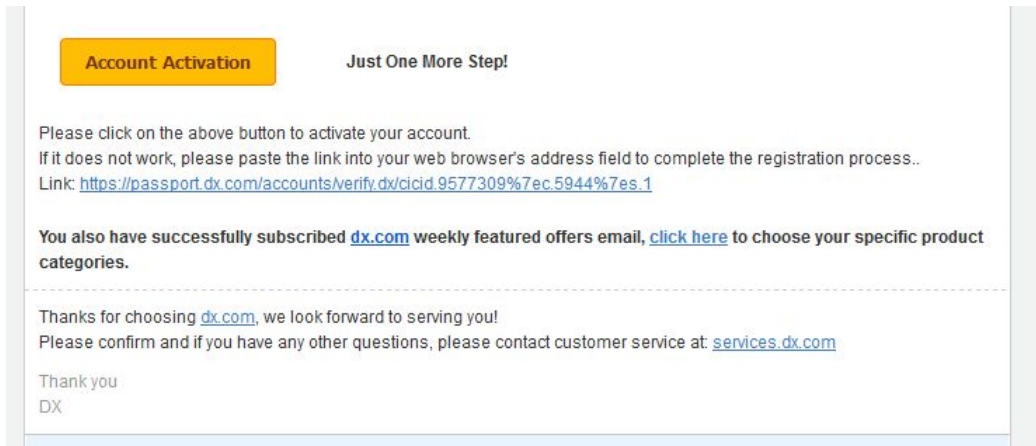 Account Activation Just One More Step!
Please click on the above button to activate your account.
If it does not work, please paste the link into your web browser's address field to complete the registration process..
Link: https://passport.dx.com/accounts/verify.dx/cicid.9577309%7ec.5944%7es.1
You also have successfully subscribed dx.com weekly featured offers email, click here to choose your specific product
categories.
Thanks for choosing dx.com, we look forward to serving you!
Please confirm and if you have any other questions, please contact customer service at: services.dx.com
Thank you
DX